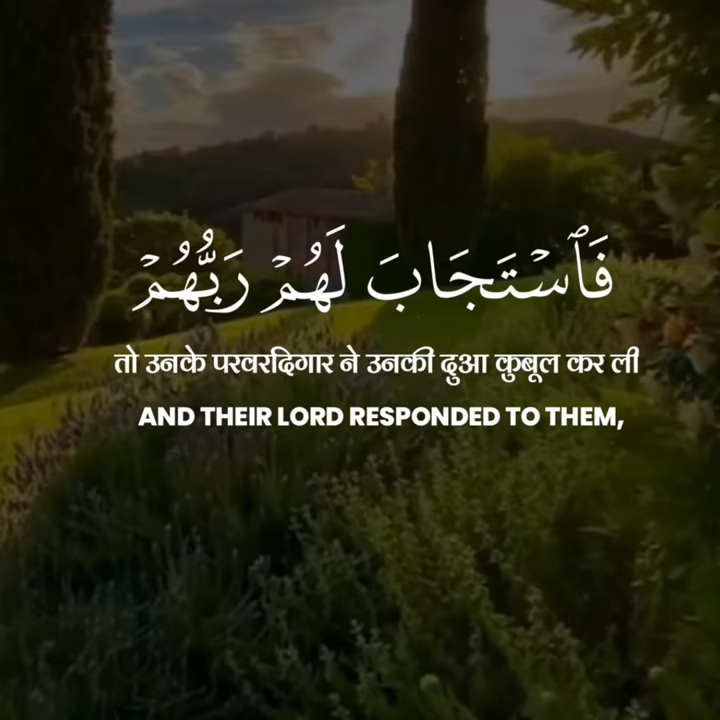 فَٱسْتَجَابَ لَهُمْ رَبُّهُمْ
तो उनके परवरदिगार ने उनकी दुआ कुबूल कर ली
AND THEIR LORD RESPONDED TO THEM,